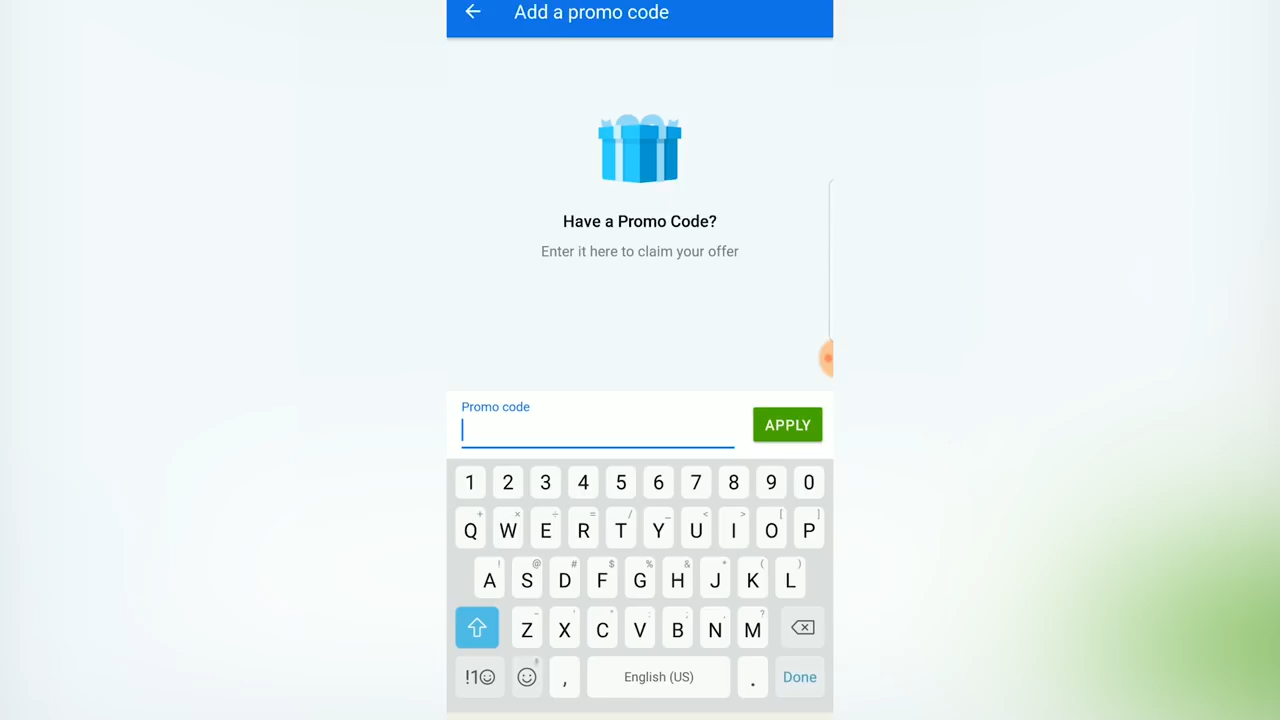 Add a promo code
Have a Promo Code?
Enter it here to claim your offer
Promo code
APPLY
1 2 3 4 5 6 7 8 9 0
+ × ÷ = / _ < > [ ]
Q W E R T Y U I O P
! @ # $ % & * ( )
A S D F G H J K L
- ' " : ; , ?
Z X C V B N M
!1☺ , English (US) . Done